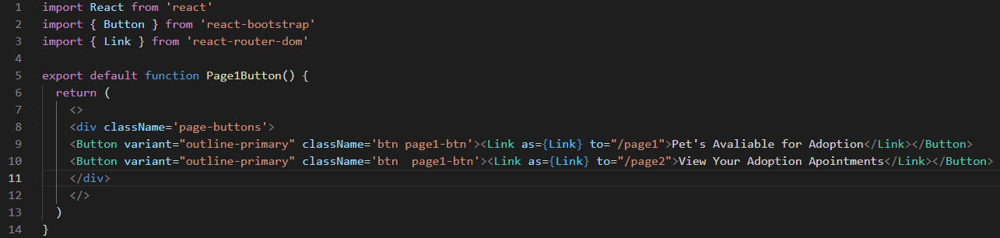 1 import React from 'react'
2 import { Button } from 'react-bootstrap'
3 import { Link } from 'react-router-dom'
4
5 export default function Page1Button() {
6   return (
7     <>
8     <div className='page-buttons'>
9     <Button variant="outline-primary" className='btn page1-btn'><Link as={Link} to="/page1">Pet's Avaliable for Adoption</Link></Button>
10     <Button variant="outline-primary" className='btn  page1-btn'><Link as={Link} to="/page2">View Your Adoption Apointments</Link></Button>
11     </div>
12     </>
13   )
14 }